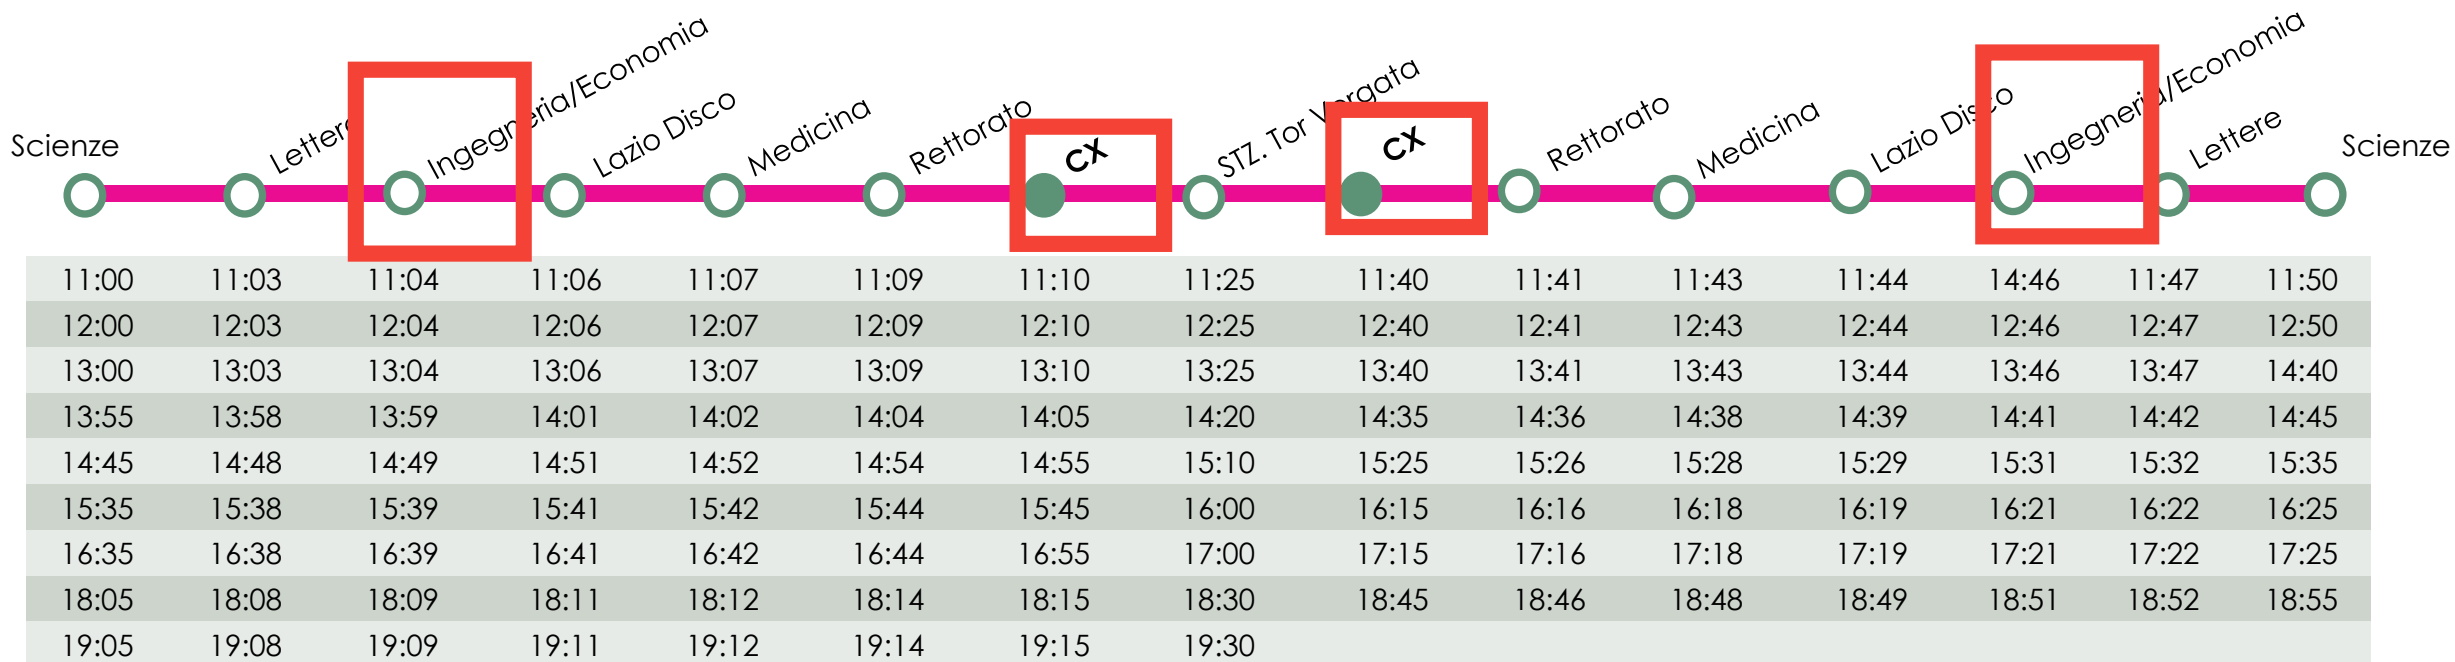 Scienze Lettere Ingegneria/Economia Lazio Disco Medicina Rettorato CX STZ. Tor Vergata CX Rettorato Medicina Lazio Disco Ingegneria/Economia Lettere Scienze
11:00 11:03 11:04 11:06 11:07 11:09 11:10 11:25 11:40 11:41 11:43 11:44 14:46 11:47 11:50
12:00 12:03 12:04 12:06 12:07 12:09 12:10 12:25 12:40 12:41 12:43 12:44 12:46 12:47 12:50
13:00 13:03 13:04 13:06 13:07 13:09 13:10 13:25 13:40 13:41 13:43 13:44 13:46 13:47 14:40
13:55 13:58 13:59 14:01 14:02 14:04 14:05 14:20 14:35 14:36 14:38 14:39 14:41 14:42 14:45
14:45 14:48 14:49 14:51 14:52 14:54 14:55 15:10 15:25 15:26 15:28 15:29 15:31 15:32 15:35
15:35 15:38 15:39 15:41 15:42 15:44 15:45 16:00 16:15 16:16 16:18 16:19 16:21 16:22 16:25
16:35 16:38 16:39 16:41 16:42 16:44 16:55 17:00 17:15 17:16 17:18 17:19 17:21 17:22 17:25
18:05 18:08 18:09 18:11 18:12 18:14 18:15 18:30 18:45 18:46 18:48 18:49 18:51 18:52 18:55
19:05 19:08 19:09 19:11 19:12 19:14 19:15 19:30